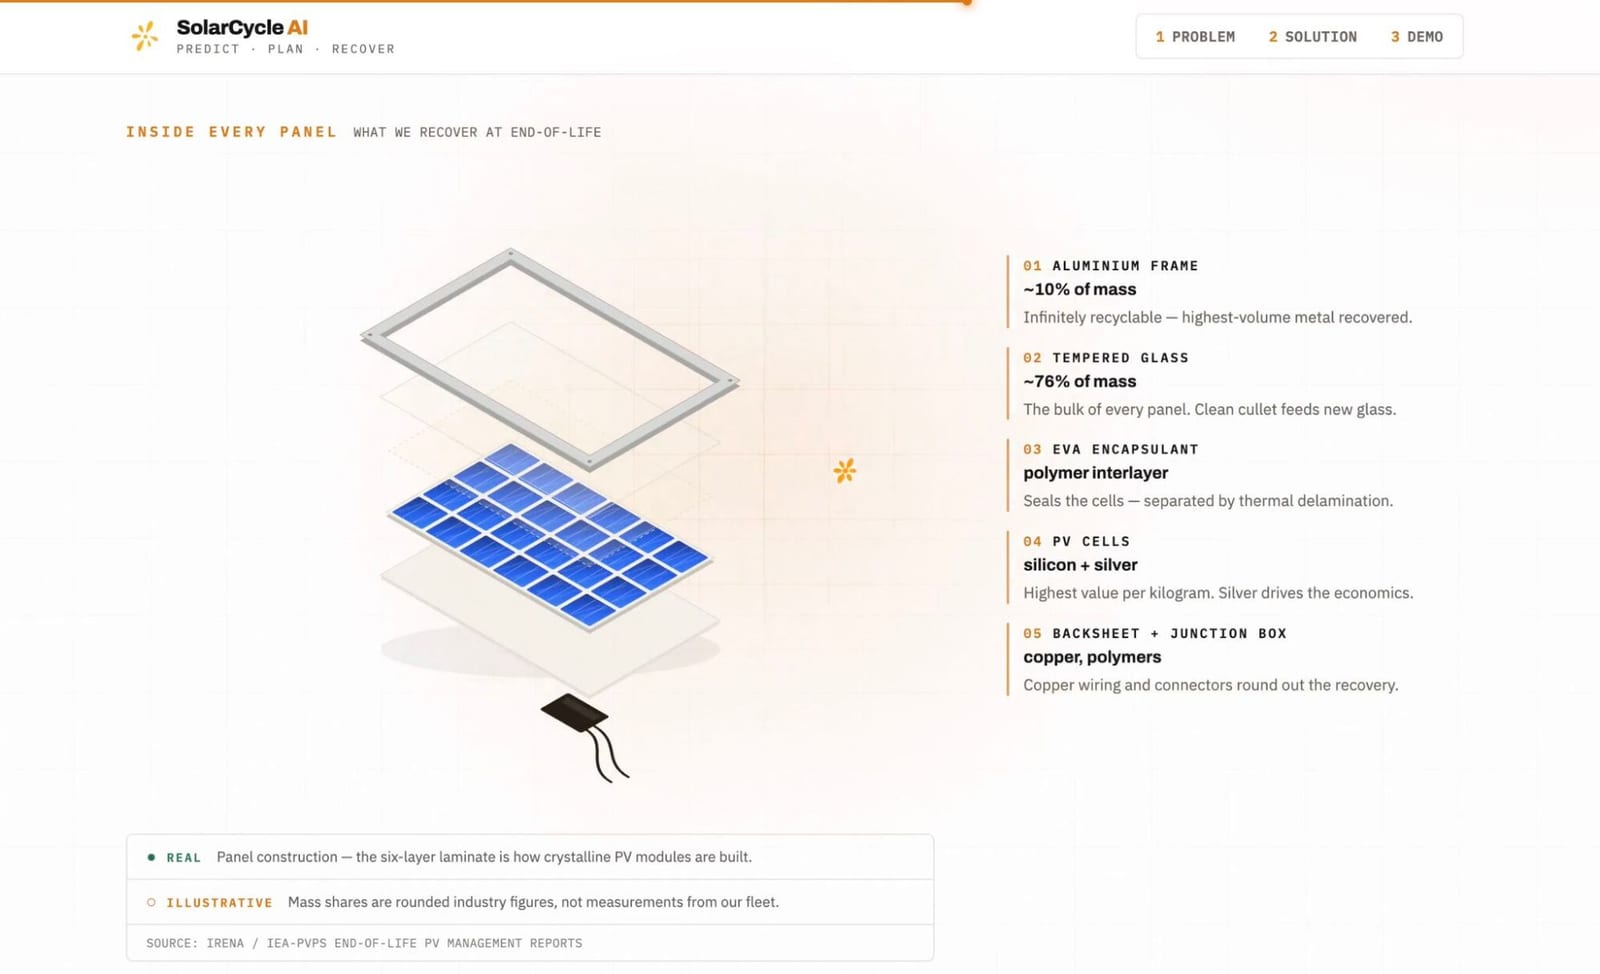 SolarCycle AI
PREDICT · PLAN · RECOVER
1 PROBLEM 2 SOLUTION 3 DEMO
INSIDE EVERY PANEL WHAT WE RECOVER AT END-OF-LIFE
01 ALUMINIUM FRAME
~10% of mass
Infinitely recyclable — highest-volume metal recovered.
02 TEMPERED GLASS
~76% of mass
The bulk of every panel. Clean cullet feeds new glass.
03 EVA ENCAPSULANT
polymer interlayer
Seals the cells — separated by thermal delamination.
04 PV CELLS
silicon + silver
Highest value per kilogram. Silver drives the economics.
05 BACKSHEET + JUNCTION BOX
copper, polymers
Copper wiring and connectors round out the recovery.
REAL Panel construction — the six-layer laminate is how crystalline PV modules are built.
ILLUSTRATIVE Mass shares are rounded industry figures, not measurements from our fleet.
SOURCE: IRENA / IEA-PVPS END-OF-LIFE PV MANAGEMENT REPORTS